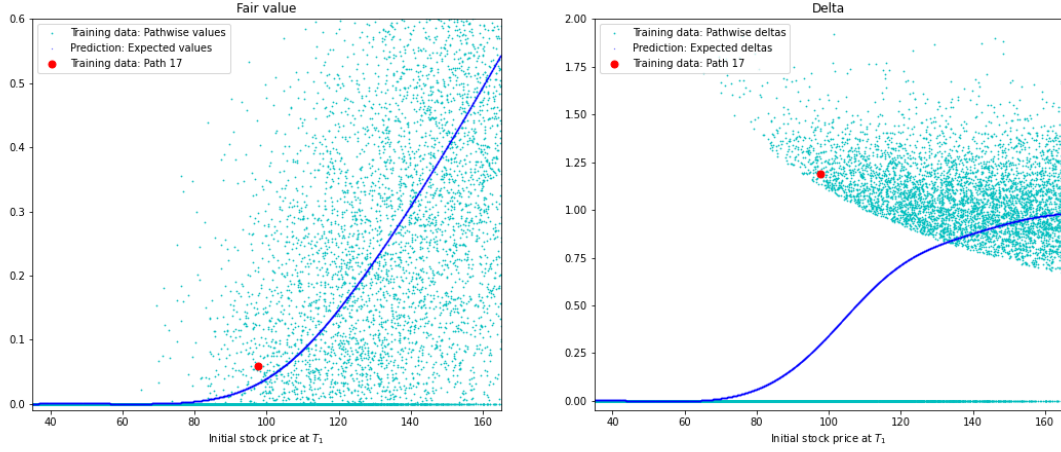 Fair value
Training data: Pathwise values
Prediction: Expected values
Training data: Path 17
0.6
0.5
0.4
0.3
0.2
0.1
0.0
40 60 80 100 120 140 160
Initial stock price at T1
Delta
Training data: Pathwise deltas
Prediction: Expected deltas
Training data: Path 17
2.00
1.75
1.50
1.25
1.00
0.75
0.50
0.25
0.00
40 60 80 100 120 140 160
Initial stock price at T1